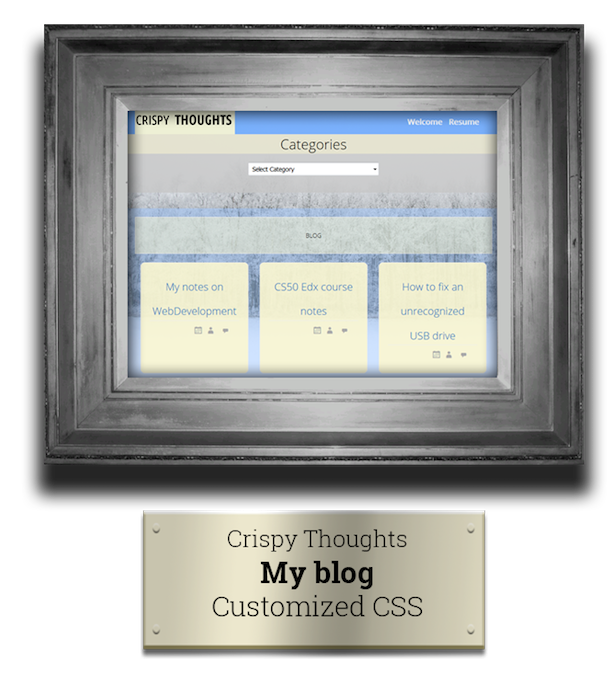 CRISPY THOUGHTS
Welcome Resume
Categories
Select Category
BLOG
My notes on
WebDevelopment
CS50 Edx course
notes
How to fix an
unrecognized
USB drive
Crispy Thoughts
My blog
Customized CSS